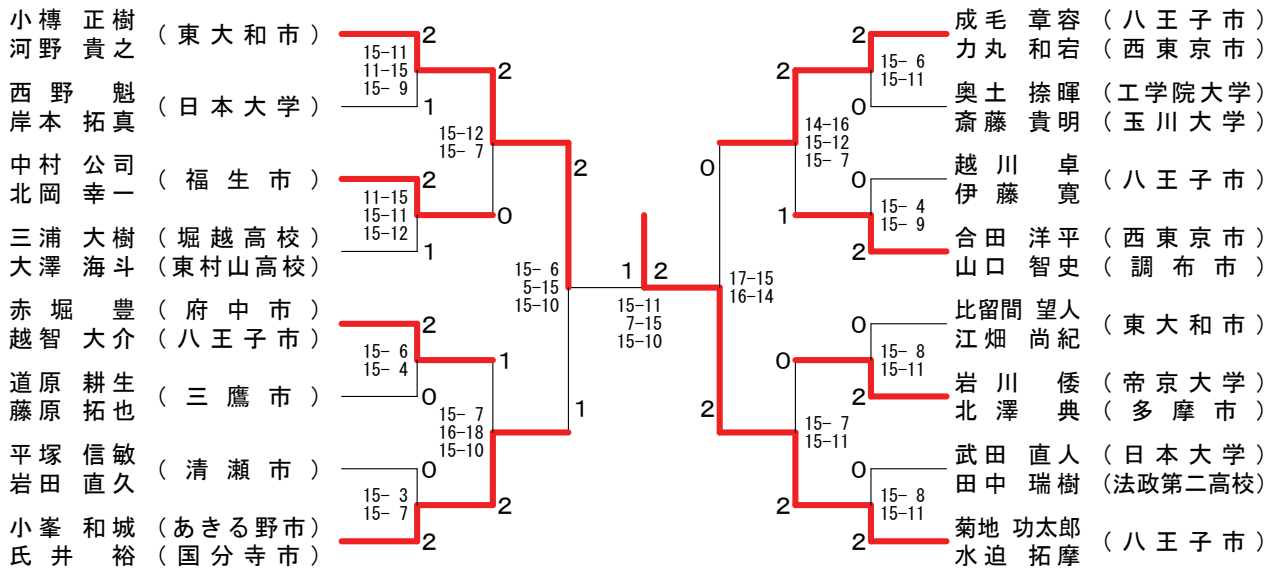 小榑 正樹
河野 貴之
(東大和市)
西野 魁
岸本 拓真
(日本大学)
中村 公司
北岡 幸一
(福生市)
三浦 大樹 (堀越高校)
大澤 海斗 (東村山高校)
赤堀 豊 (府中市)
越智 大介 (八王子市)
道原 耕生
藤原 拓也
(三鷹市)
平塚 信敏
岩田 直久
(清瀬市)
小峯 和城 (あきる野市)
氏井 裕 (国分寺市)
2
15-11
11-15
15- 9
1
2
15-12
15- 7
2
11-15
15-11
15-12
1
0
2
15- 6
5-15
15-10
2
15- 6
15- 4
0
1
15- 7
16-18
15-10
0
15- 3
15- 7
2
2
1
1
2
15-11
7-15
15-10
0
17-15
16-14
2
2
14-16
15-12
15- 7
1
2
15- 6
15-11
0
0
15- 4
15- 9
2
0
15- 7
15-11
2
0
15- 8
15-11
2
0
15- 8
15-11
2
成毛 章容 (八王子市)
力丸 和宕 (西東京市)
奥土 捺暉 (工学院大学)
斎藤 貴明 (玉川大学)
越川 卓
伊藤 寛
(八王子市)
合田 洋平 (西東京市)
山口 智史 (調布市)
比留間 望人
江畑 尚紀
(東大和市)
岩川 倭 (帝京大学)
北澤 典 (多摩市)
武田 直人 (日本大学)
田中 瑞樹 (法政第二高校)
菊地 功太郎
水迫 拓摩
(八王子市)